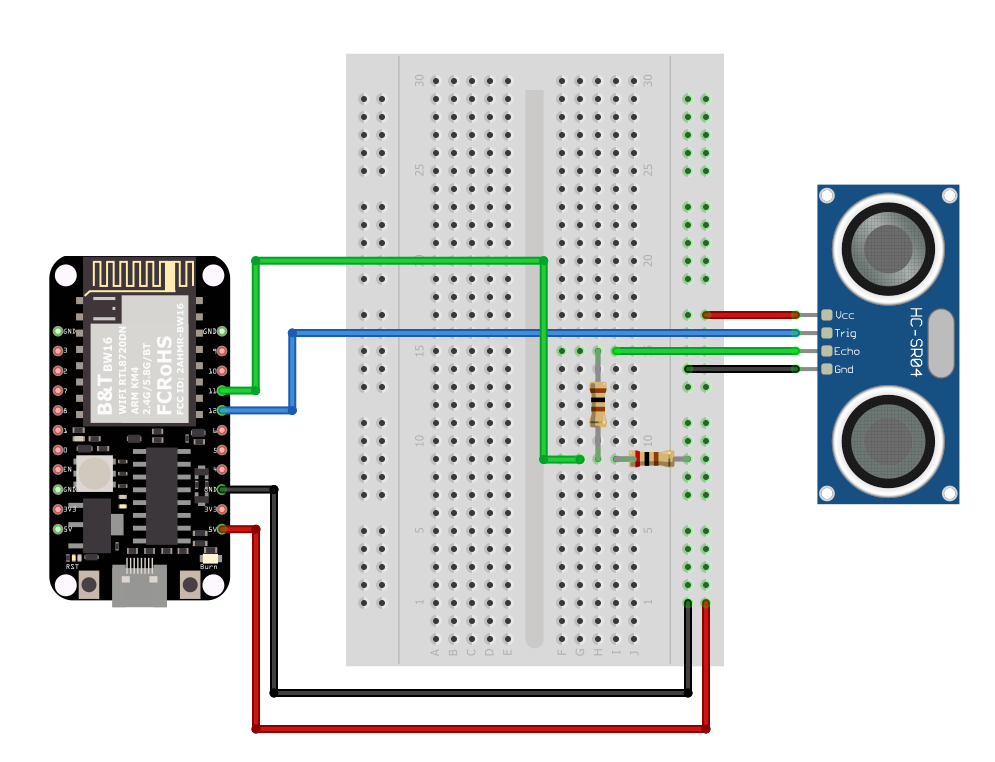 30
30
25
25
20
20
15
15
10
10
5
5
1
1
A B C D E F G H I J
B&T BW16
WIFI RTL8720DN
ARM KM4
2.4G/5.8G/BT
FCRoHS
FCC ID: 2AHMR-BW16
GND
3
2
7
8
1
0
EN
GND
3V3
5V
RST
GND
9
10
11
12
6
5
4
GND
3V3
5V
Burn
Vcc
Trig
Echo
Gnd
HC-SR04